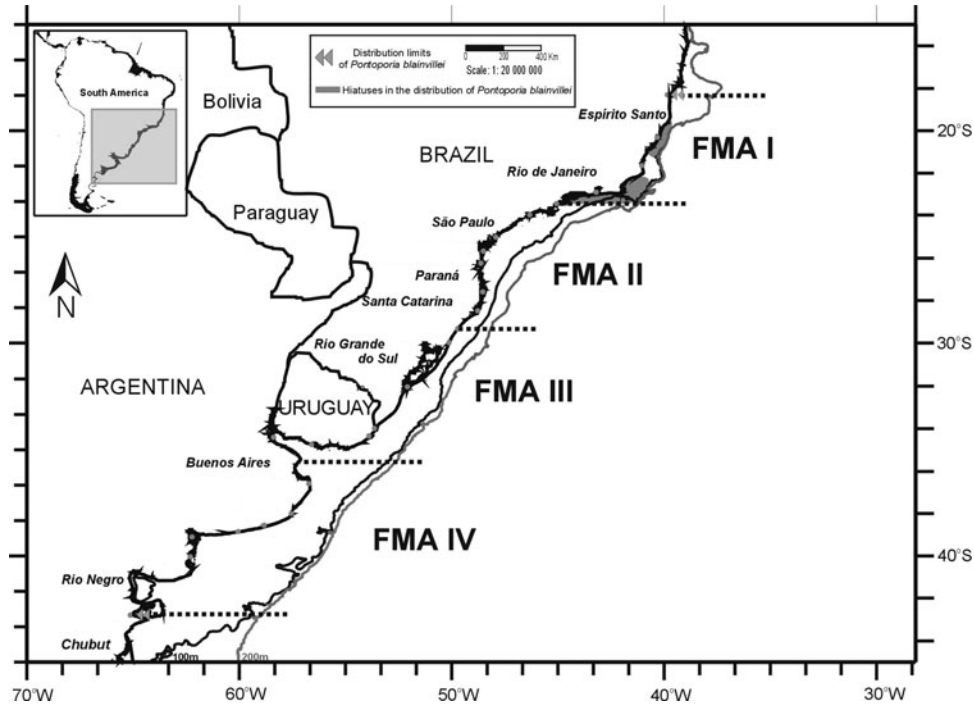 South America
Distribution limits
of Pontoporia blainvillei
0 200 400 Km
Scale: 1: 20 000 000
Hiatuses in the distribution of Pontoporia blainvillei
Bolivia
Espírito Santo
20°S
BRAZIL
FMA I
Rio de Janeiro
Paraguay
São Paulo
N
Paraná
FMA II
Santa Catarina
Rio Grande
do Sul
30°S
ARGENTINA
URUGUAY
FMA III
Buenos Aires
FMA IV
40°S
Rio Negro
Chubut
100m
200m
70°W
60°W
50°W
40°W
30°W